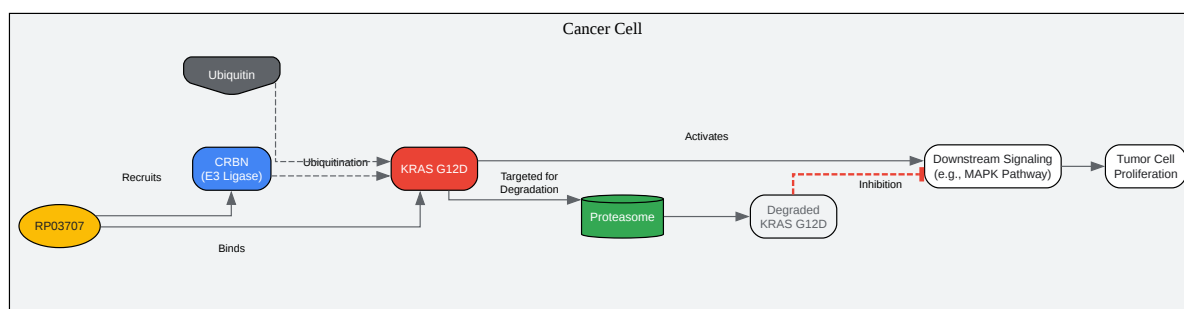 Cancer Cell
Ubiquitin
Activates
CRBN
(E3 Ligase)
Ubiquitination
KRAS G12D
Downstream Signaling
(e.g., MAPK Pathway)
Tumor Cell
Proliferation
Recruits
Targeted for
Degradation
Inhibition
RP03707
Proteasome
Degraded
KRAS G12D
Binds